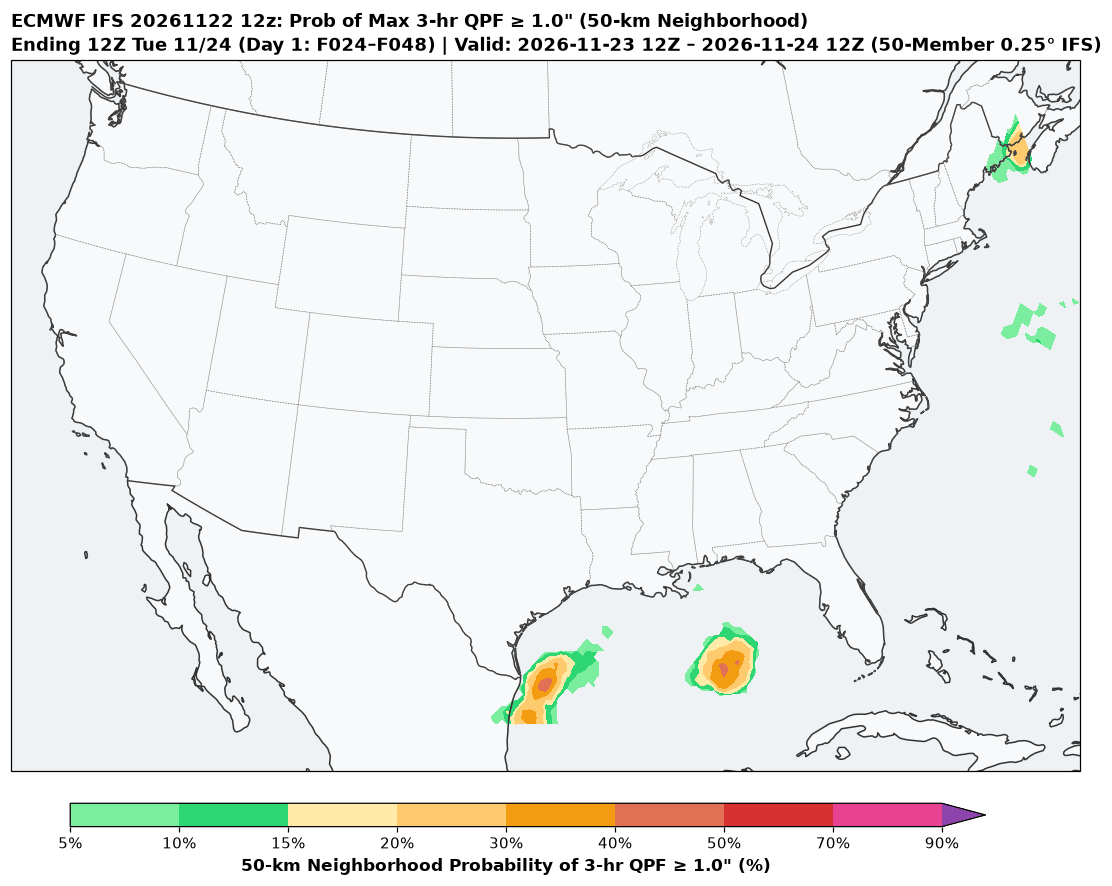 ECMWF IFS 20261122 12z: Prob of Max 3-hr QPF ≥ 1.0" (50-km Neighborhood)
Ending 12Z Tue 11/24 (Day 1: F024–F048) | Valid: 2026-11-23 12Z – 2026-11-24 12Z (50-Member 0.25° IFS)
5% 10% 15% 20% 30% 40% 50% 70% 90%
50-km Neighborhood Probability of 3-hr QPF ≥ 1.0" (%)